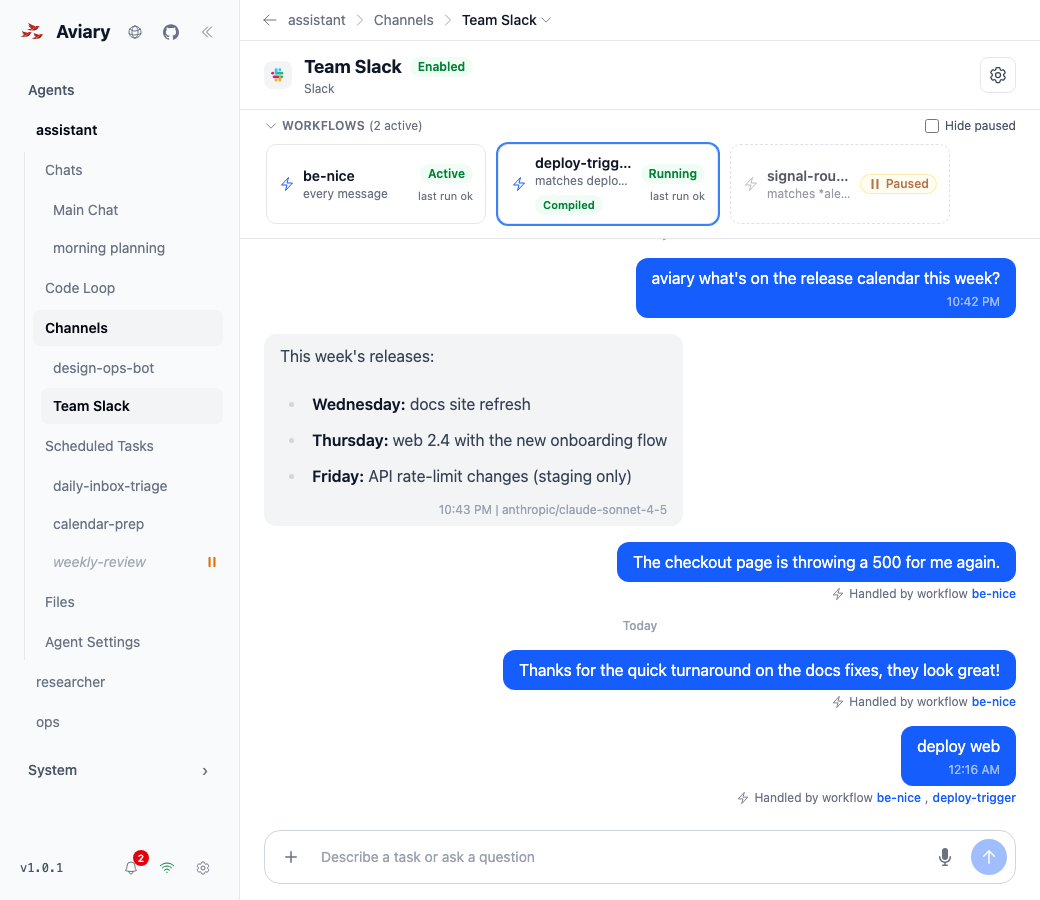 Aviary
Agents
assistant
Chats
Main Chat
morning planning
Code Loop
Channels
design-ops-bot
Team Slack
Scheduled Tasks
daily-inbox-triage
calendar-prep
weekly-review
Files
Agent Settings
researcher
ops
System
v1.0.1
2
assistant
Channels
Team Slack
Team Slack
Enabled
Slack
WORKFLOWS (2 active)
Hide paused
be-nice
every message
Active
last run ok
deploy-trigg...
matches deplo...
Compiled
Running
last run ok
signal-rou...
matches *ale...
Paused
aviary what's on the release calendar this week?
10:42 PM
This week's releases:
Wednesday: docs site refresh
Thursday: web 2.4 with the new onboarding flow
Friday: API rate-limit changes (staging only)
10:43 PM | anthropic/claude-sonnet-4-5
The checkout page is throwing a 500 for me again.
Handled by workflow be-nice
Today
Thanks for the quick turnaround on the docs fixes, they look great!
Handled by workflow be-nice
deploy web
12:16 AM
Handled by workflow be-nice , deploy-trigger
Describe a task or ask a question